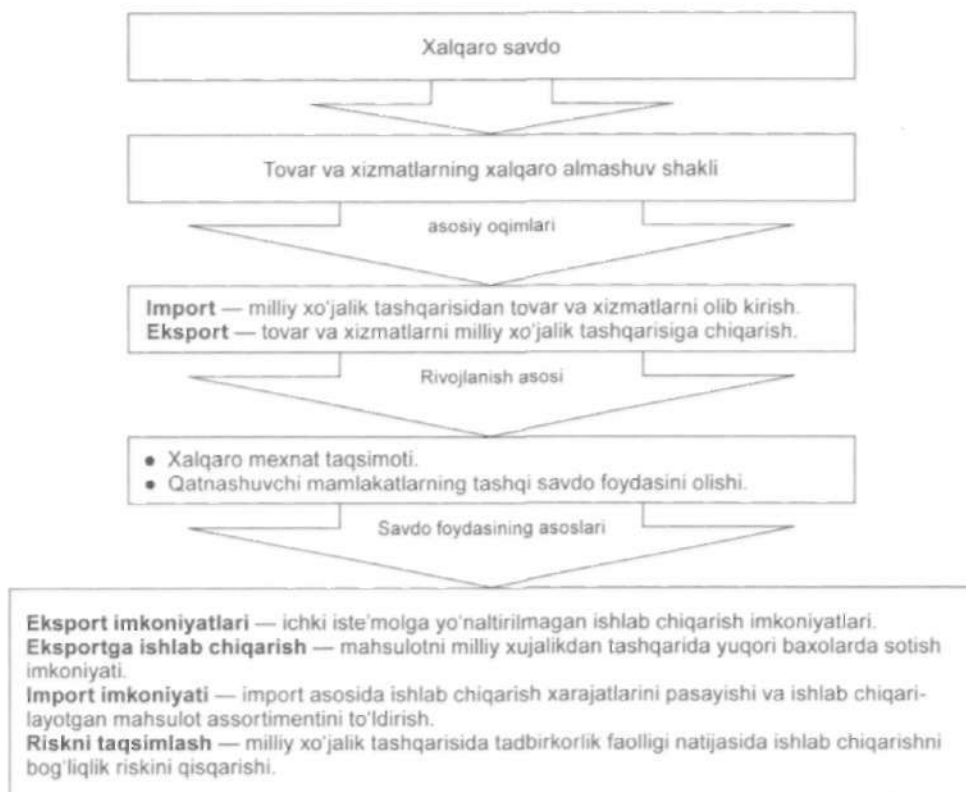 Xalqaro savdo
Tovar va xizmatlarning xalqaro almashuv shakli
asosiy oqimlari
Import — milliy xo'jalik tashqarisidan tovar va xizmatlarni olib kirish.
Eksport — tovar va xizmatlarni milliy xo'jalik tashqarisiga chiqarish.
Rivojlanish asosi
● Xalqaro mexnat taqsimoti.
● Qatnashuvchi mamlakatlarning tashqi savdo foydasini olishi.
Savdo foydasining asoslari
Eksport imkoniyatlari — ichki iste'molga yo'naltirilmagan ishlab chiqarish imkoniyatlari.
Eksportga ishlab chiqarish — mahsulotni milliy xujalikdan tashqarida yuqori baxolarda sotish
imkoniyati.
Import imkoniyati — import asosida ishlab chiqarish xarajatlarini pasayishi va ishlab chiqari-
layotgan mahsulot assortimentini to'ldirish.
Riskni taqsimlash — milliy xo'jalik tashqarisida tadbirkorlik faolligi natijasida ishlab chiqarishni
bog'liqlik riskini qisqarishi.